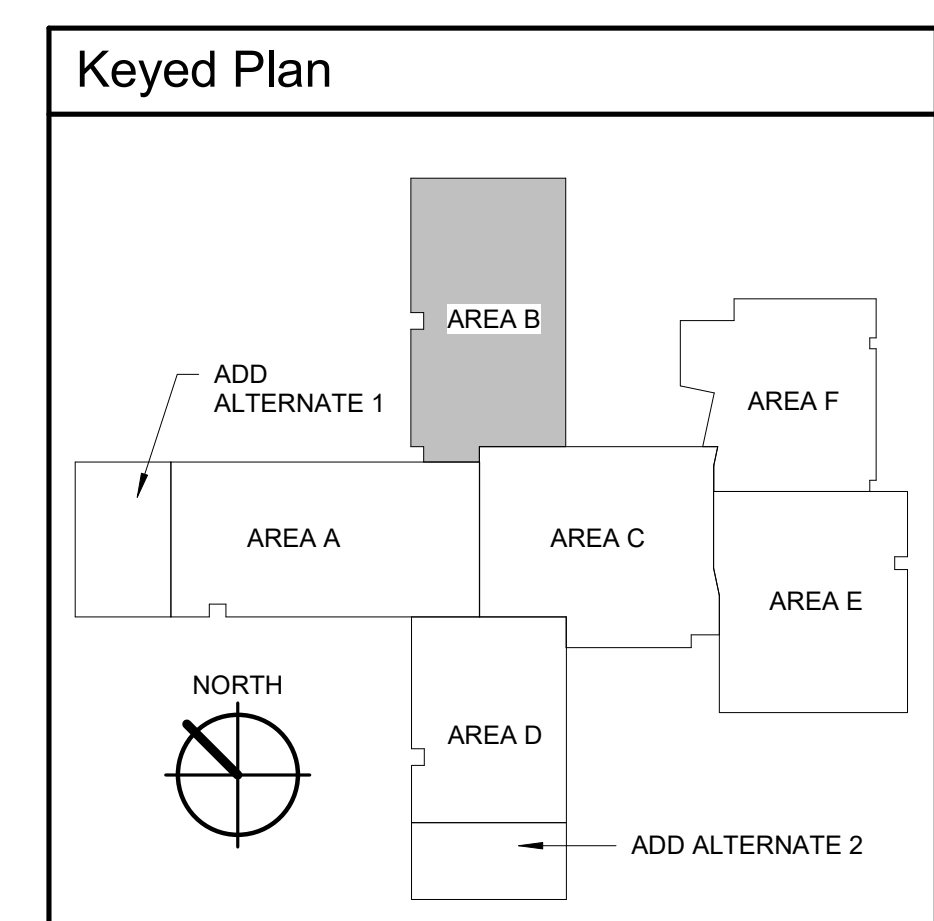 Keyed Plan
AREA B
ADD
ALTERNATE 1
AREA F
AREA A
AREA C
AREA E
NORTH
AREA D
ADD ALTERNATE 2